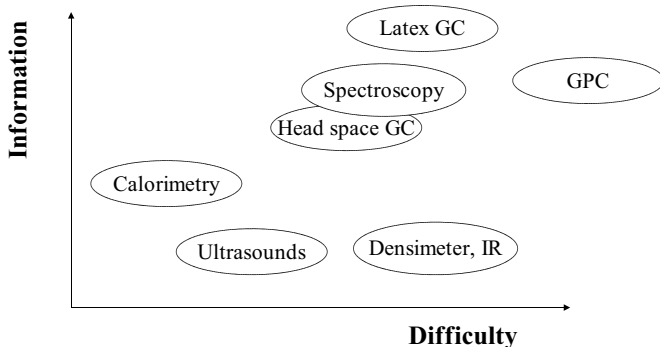 Latex GC
Information
Spectroscopy
GPC
Head space GC
Calorimetry
Ultrasounds
Densimeter, IR
Difficulty